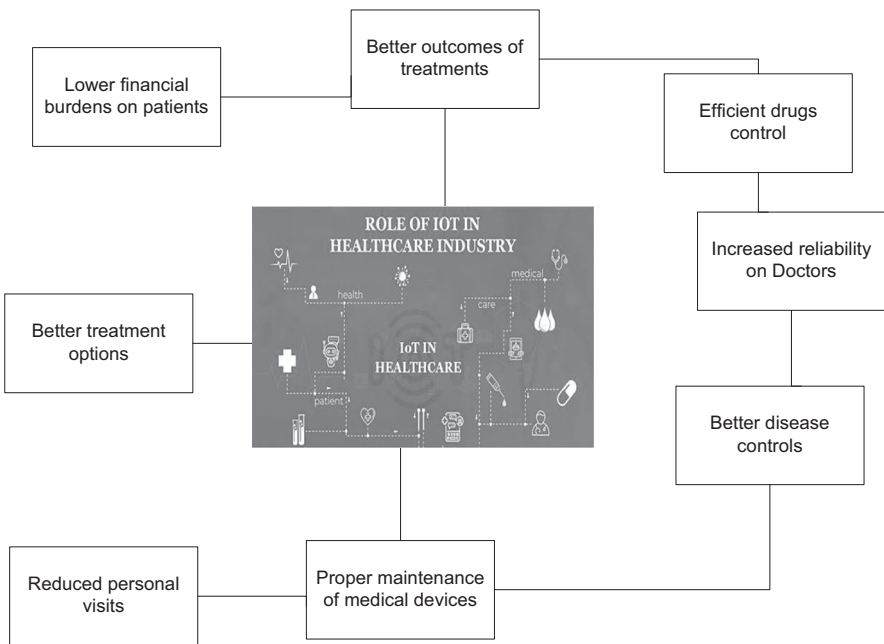 Better outcomes of
treatments
Lower financial
burdens on patients
Efficient drugs
control
ROLE OF IOT IN
HEALTHCARE INDUSTRY
medical
health
care
Increased reliability
on Doctors
Better treatment
options
IoT IN
HEALTHCARE
patient
Better disease
controls
Reduced personal
visits
Proper maintenance
of medical devices